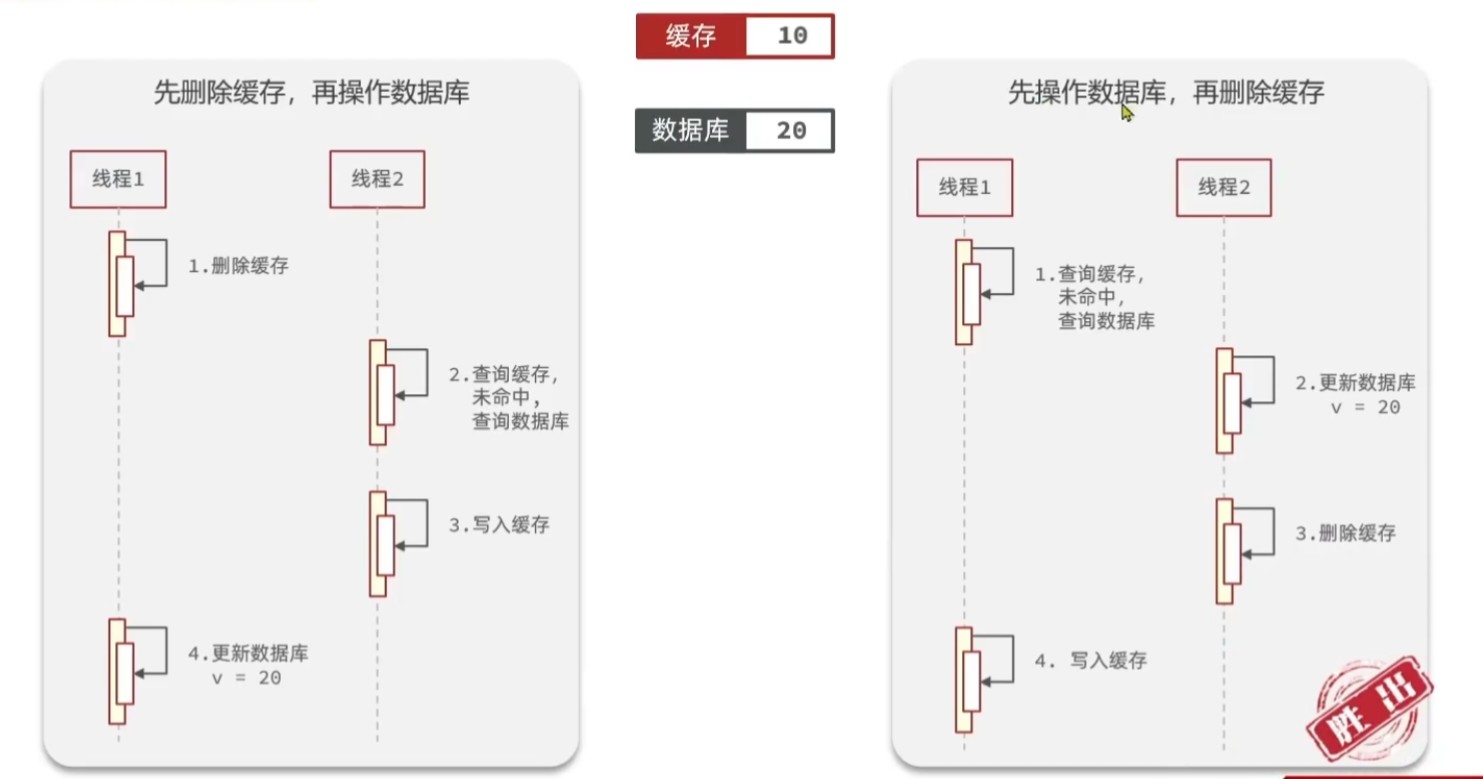 缓存 10
数据库 20
先删除缓存，再操作数据库
线程1
线程2
1.删除缓存
2.查询缓存，
未命中，
查询数据库
3.写入缓存
4.更新数据库
v = 20
先操作数据库，再删除缓存
线程1
线程2
1.查询缓存，
未命中，
查询数据库
2.更新数据库
v = 20
3.删除缓存
4. 写入缓存
胜出